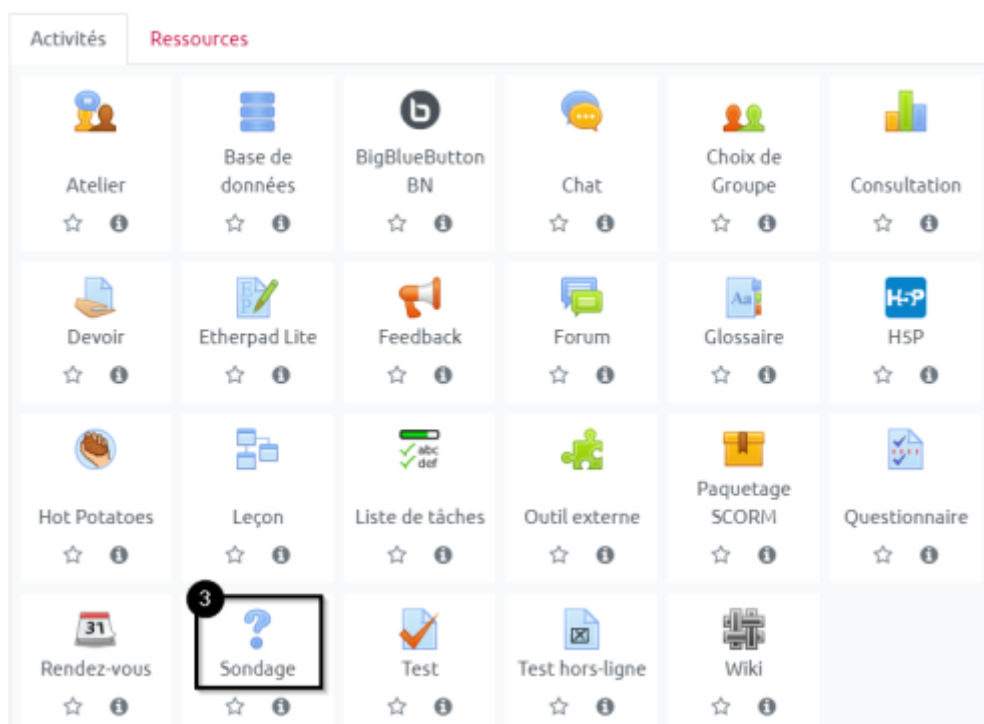 Activités Ressources
Atelier
Base de
données
BigBlueButton
BN
Chat
Choix de
Groupe
Consultation
Devoir
Etherpad Lite
Feedback
Forum
Glossaire
H5P
H5P
Hot Potatoes
Leçon
abc
def
Liste de tâches
Outil externe
Paquetage
SCORM
Questionnaire
31
Rendez-vous
3
Sondage
Test
Test hors-ligne
Wiki